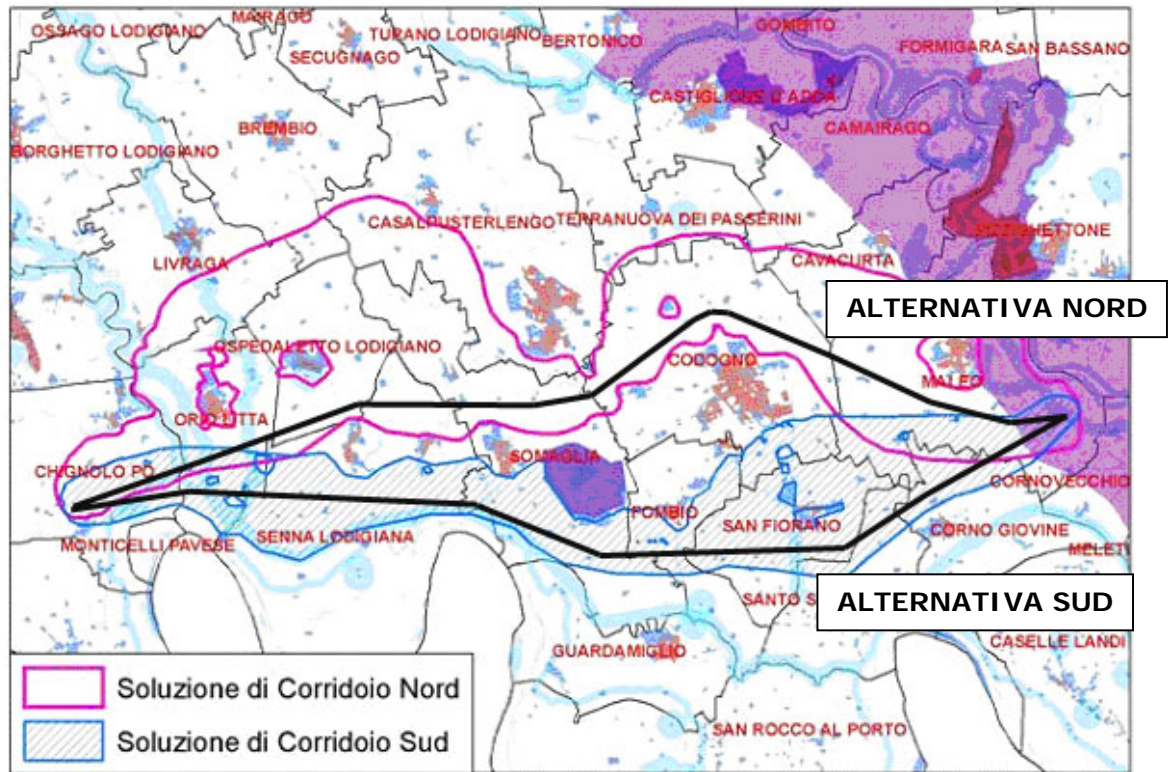 MAIRAGO
OSSAGO LODIGIANO
TURANO LODIGIANO
GOMBITO
SECUGNAGO
BERTONICO
FORMIGARA
SAN BASSANO
CASTIGLIONE D'ADDA
BREMBIO
CAMAIRAGO
BORGHETTO LODIGIANO
CASALPUSTERLENGO
TERRANUOVA DEI PASSERINI
PIZZIGHETTONE
LIVRAGA
CAVACURTA
ALTERNATIVA NORD
OSPEDALETTO LODIGIANO
CODOGNO
MALEO
ORIO LITTA
CHIGNOLO PO
SOMAGLIA
CORNOVECCHIO
FOMBIO
SAN FIORANO
CORNO GIOVINE
SENNA LODIGIANA
MONTICELLI PAVESE
MELETI
SANTO S
ALTERNATIVA SUD
GUARDAMIGLIO
CASELLE LANDI
Soluzione di Corridoio Nord
SAN ROCCO AL PORTO
Soluzione di Corridoio Sud